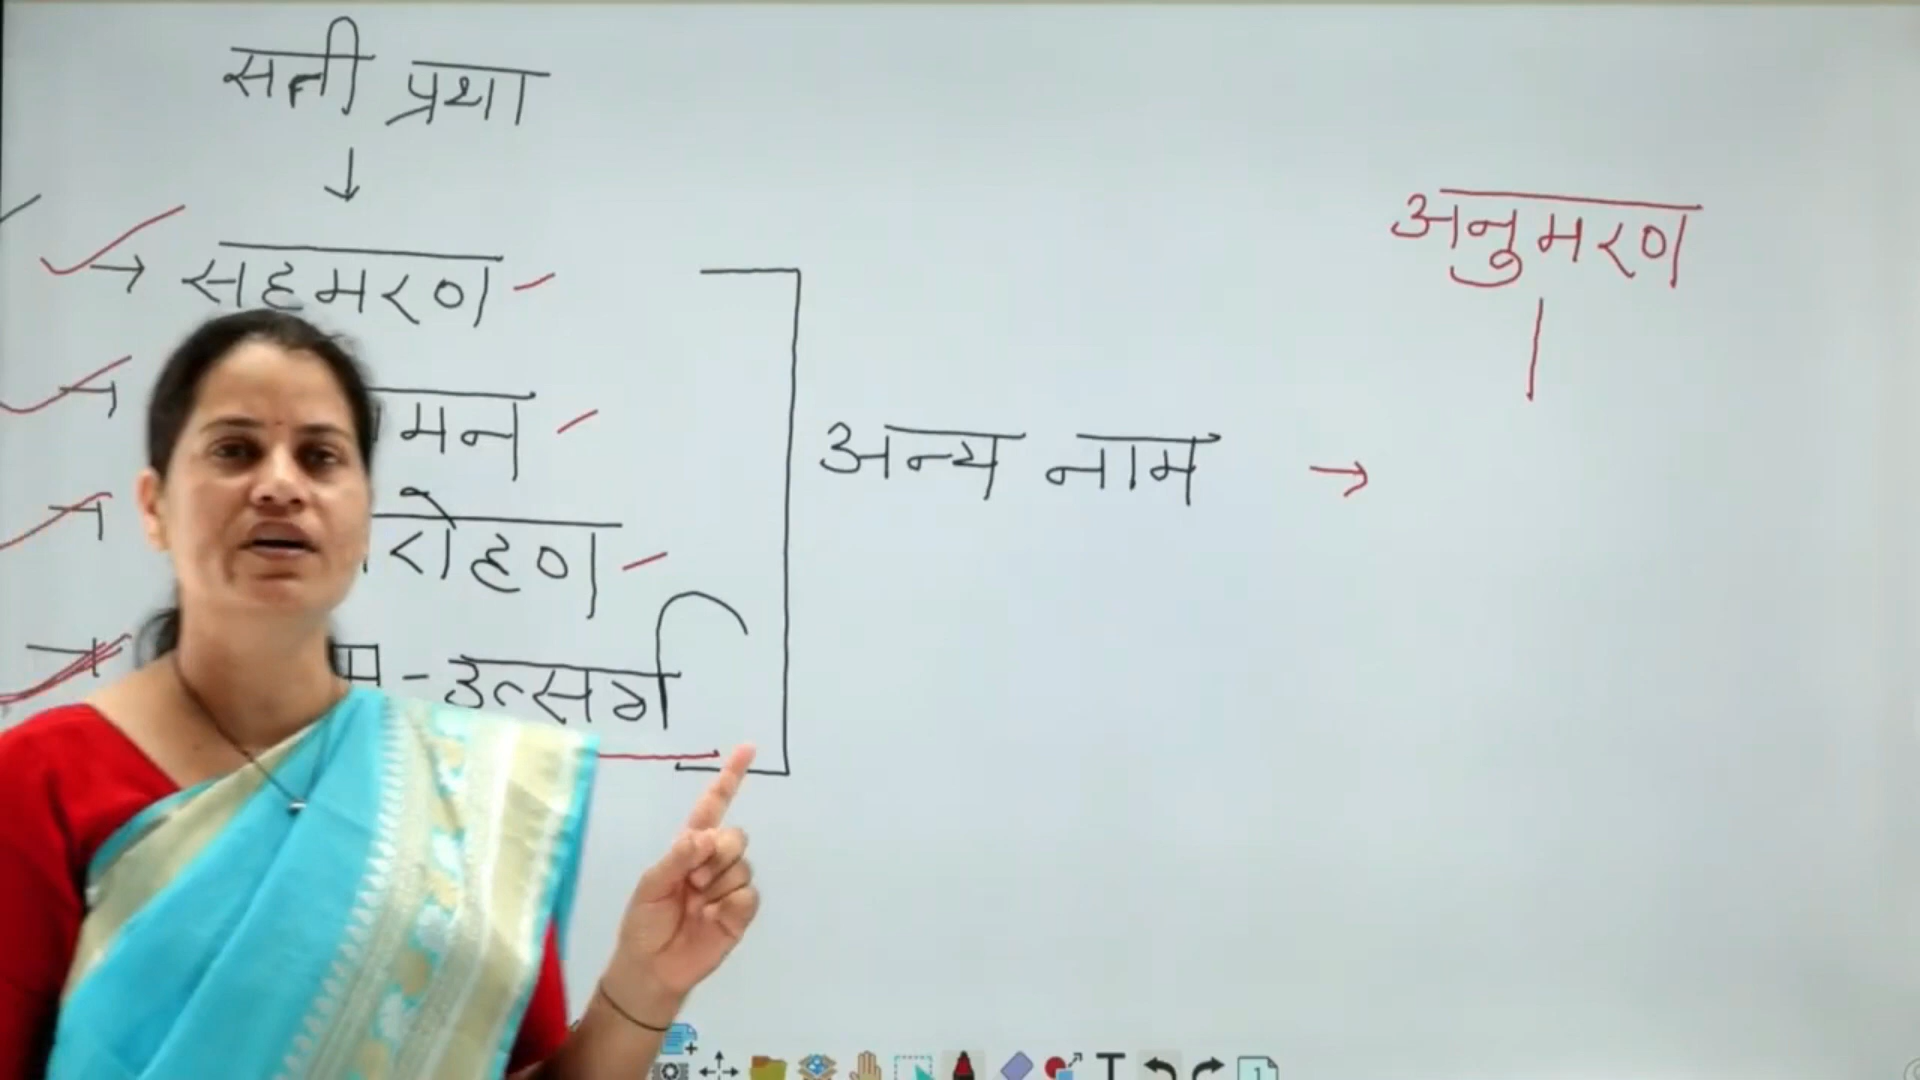 सती प्रथा
↓
→ सहमरण
→ मन
→ रोहण
→ - उत्सर्ग
अन्य नाम →
अनुमरण